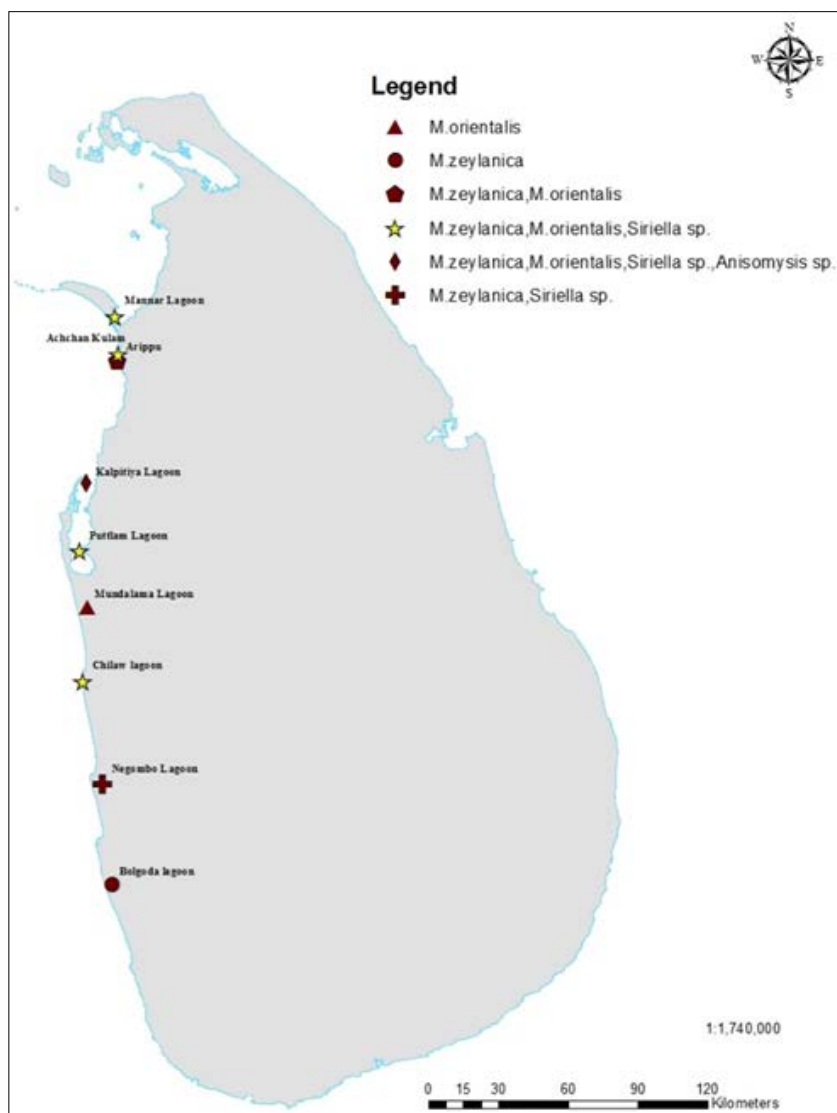 N
W E
S
Legend
M.orientalis
M.zeylanica
M.zeylanica,M.orientalis
M.zeylanica,M.orientalis,Siriella sp.
M.zeylanica,M.orientalis,Siriella sp.,Anisomysis sp.
M.zeylanica,Siriella sp.
Mannar Lagoon
Achchan Kulam
Arippu
Kalpitiya Lagoon
Puttlam Lagoon
Mundalama Lagoon
Chilaw lagoon
Negombo Lagoon
Bolgoda lagoon
1:1,740,000
0 15 30 60 90 120
Kilometers